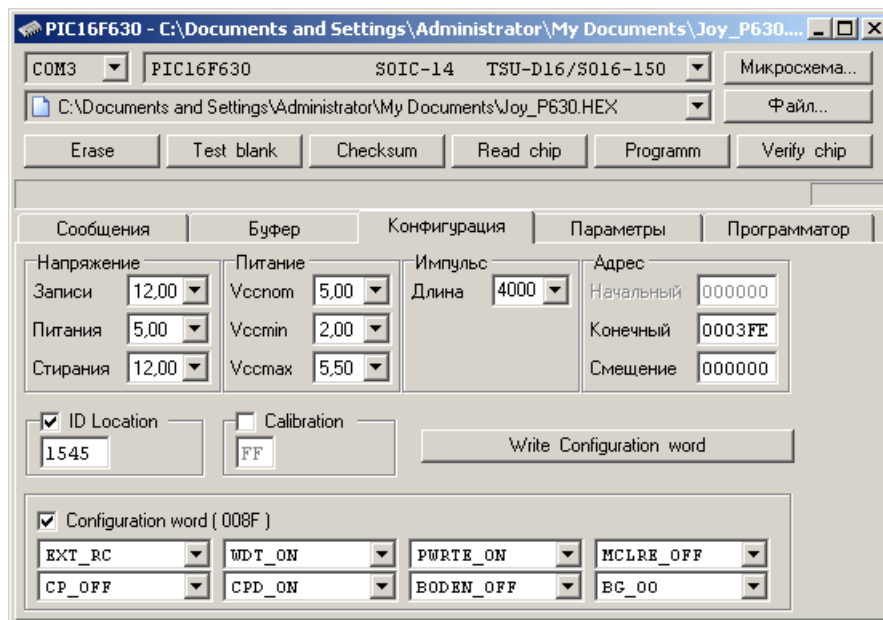 PIC16F630 - C:\Documents and Settings\Administrator\My Documents\Joy_P630....
COM3 PIC16F630 SOIC-14 TSU-D16/SO16-150 Микросхема...
C:\Documents and Settings\Administrator\My Documents\Joy_P630.HEX Файл...
Erase Test blank Checksum Read chip Programm Verify chip
Сообщения Буфер Конфигурация Параметры Программатор
Напряжение Питание Импульс Адрес
Записи 12,00 Vccnom 5,00 Длина 4000 Начальный 000000
Питания 5,00 Vccmin 2,00 Конечный 0003FE
Стирания 12,00 Vccmax 5,50 Смещение 000000
ID Location Calibration
1545 FF Write Configuration word
Configuration word ( 008F )
EXT_RC WDT_ON PWRTE_ON MCLRE_OFF
CP_OFF CPD_ON BODEN_OFF BG_00